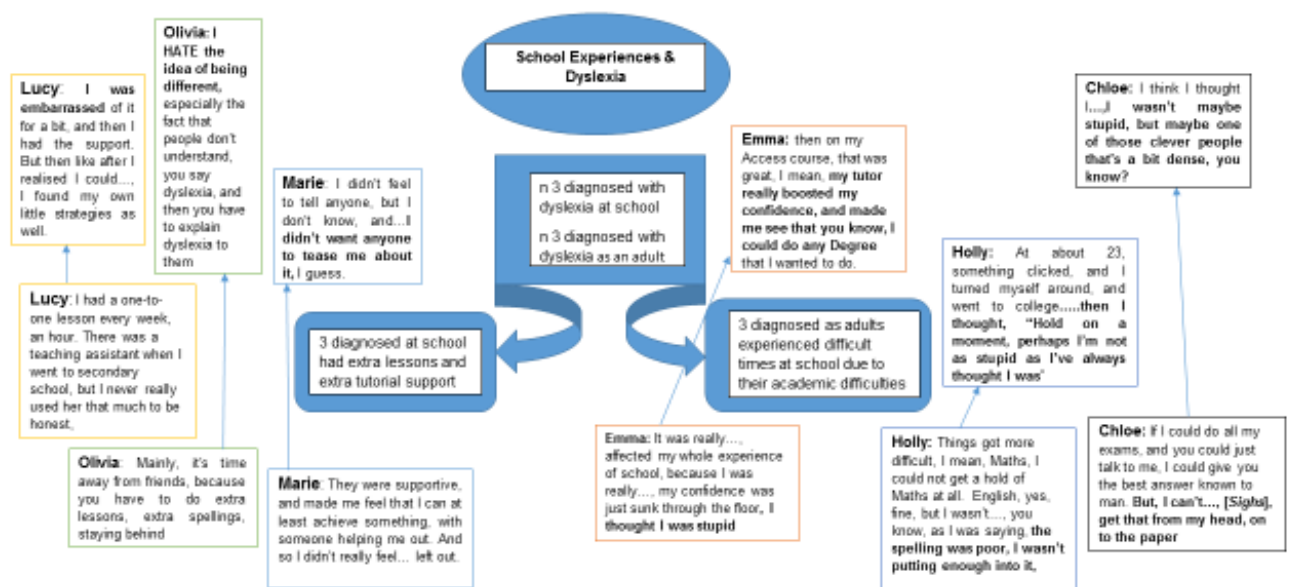 School Experiences &
Dyslexia
n 3 diagnosed with
dyslexia at school
n 3 diagnosed with
dyslexia as an adult
3 diagnosed at school
had extra lessons and
extra tutorial support
3 diagnosed as adults
experienced difficult
times at school due to
their academic difficulties
Lucy: I was
embarrassed of it
for a bit, and then I
had the support.
But then like after I
realised I could...,
I found my own
little strategies as
well.
Lucy: I had a one-to-
one lesson every week,
an hour. There was a
teaching assistant when I
went to secondary
school, but I never really
used her that much to be
honest,
Olivia: I
HATE the
idea of being
different,
especially the
fact that
people don't
understand,
you say
dyslexia, and
then you have
to explain
dyslexia to
them
Olivia: Mainly, it's time
away from friends, because
you have to do extra
lessons, extra spellings,
staying behind
Marie: I didn't feel
to tell anyone, but I
don't know, and...I
didn't want anyone
to tease me about
it, I guess.
Marie: They were supportive,
and made me feel that I can at
least achieve something, with
someone helping me out. And
so I didn't really feel... left out.
Emma: then on my
Access course, that was
great, I mean, my tutor
really boosted my
confidence, and made
me see that you know, I
could do any Degree
that I wanted to do.
Emma: It was really...,
affected my whole experience
of school, because I was
really..., my confidence was
just sunk through the floor, I
thought I was stupid
Holly: At about 23,
something clicked, and I
turned myself around, and
went to college.....then I
thought, "Hold on a
moment, perhaps I'm not
as stupid as I've always
thought I was'
Holly: Things got more
difficult, I mean, Maths, I
could not get a hold of
Maths at all. English, yes,
fine, but I wasn't..., you
know, as I was saying, the
spelling was poor, I wasn't
putting enough into it,
Chloe: I think I thought
I...,I wasn't maybe
stupid, but maybe one
of those clever people
that's a bit dense, you
know?
Chloe: If I could do all my
exams, and you could just
talk to me, I could give you
the best answer known to
man. But, I can't..., [Sighs],
get that from my head, on
to the paper